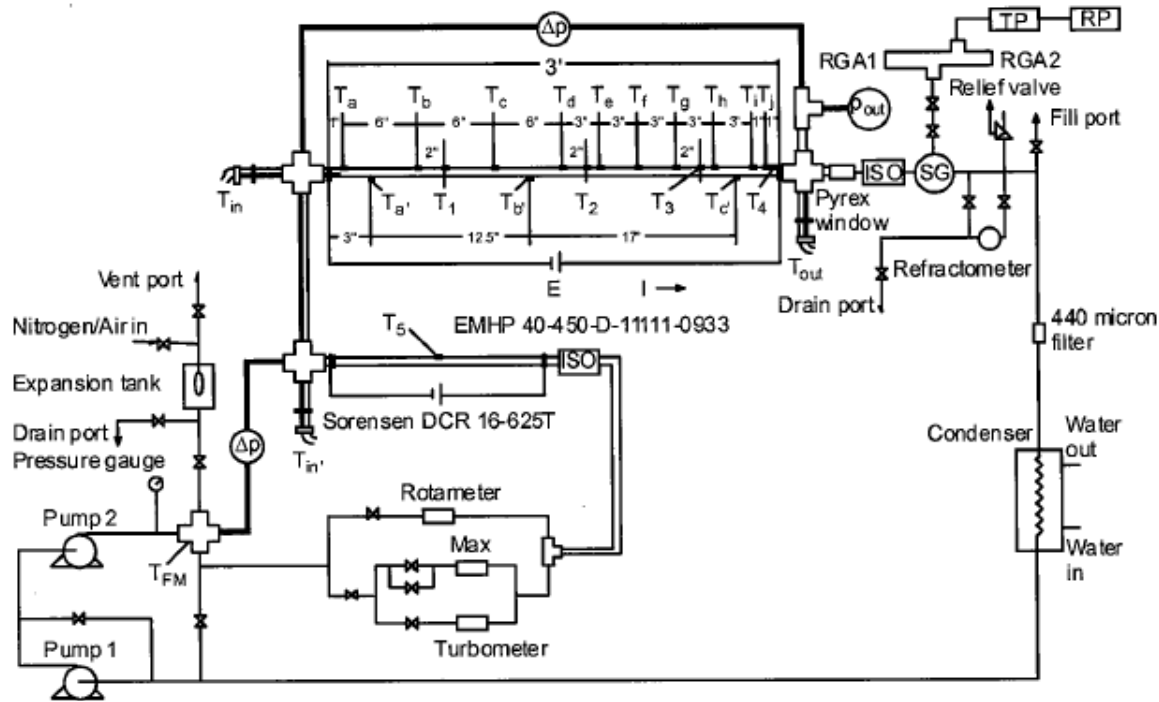 Δp
TP
RP
RGA1
RGA2
3'
Relief valve
Fill port
Ta
Tb
Tc
Td
Te
Tf
Tg
Th
Ti
Tj
Pout
1"
6"
6"
6"
3"
3"
3"
3"
3"
1"
1"
2"
2"
2"
ISO
SG
Tin
Ta'
T1
Tb'
T2
T3
Tc'
T4
Pyrex
window
3"
12.5"
17"
Tout
Refractometer
E
I
Drain port
Vent port
Nitrogen/Air in
T5
EMHP 40-450-D-11111-0933
ISO
440 micron
filter
Expansion tank
Sorensen DCR 16-625T
Drain port
Pressure gauge
Δp
Tin'
Condenser
Water
out
Rotameter
Pump 2
Max
TFM
Water
in
Turbometer
Pump 1